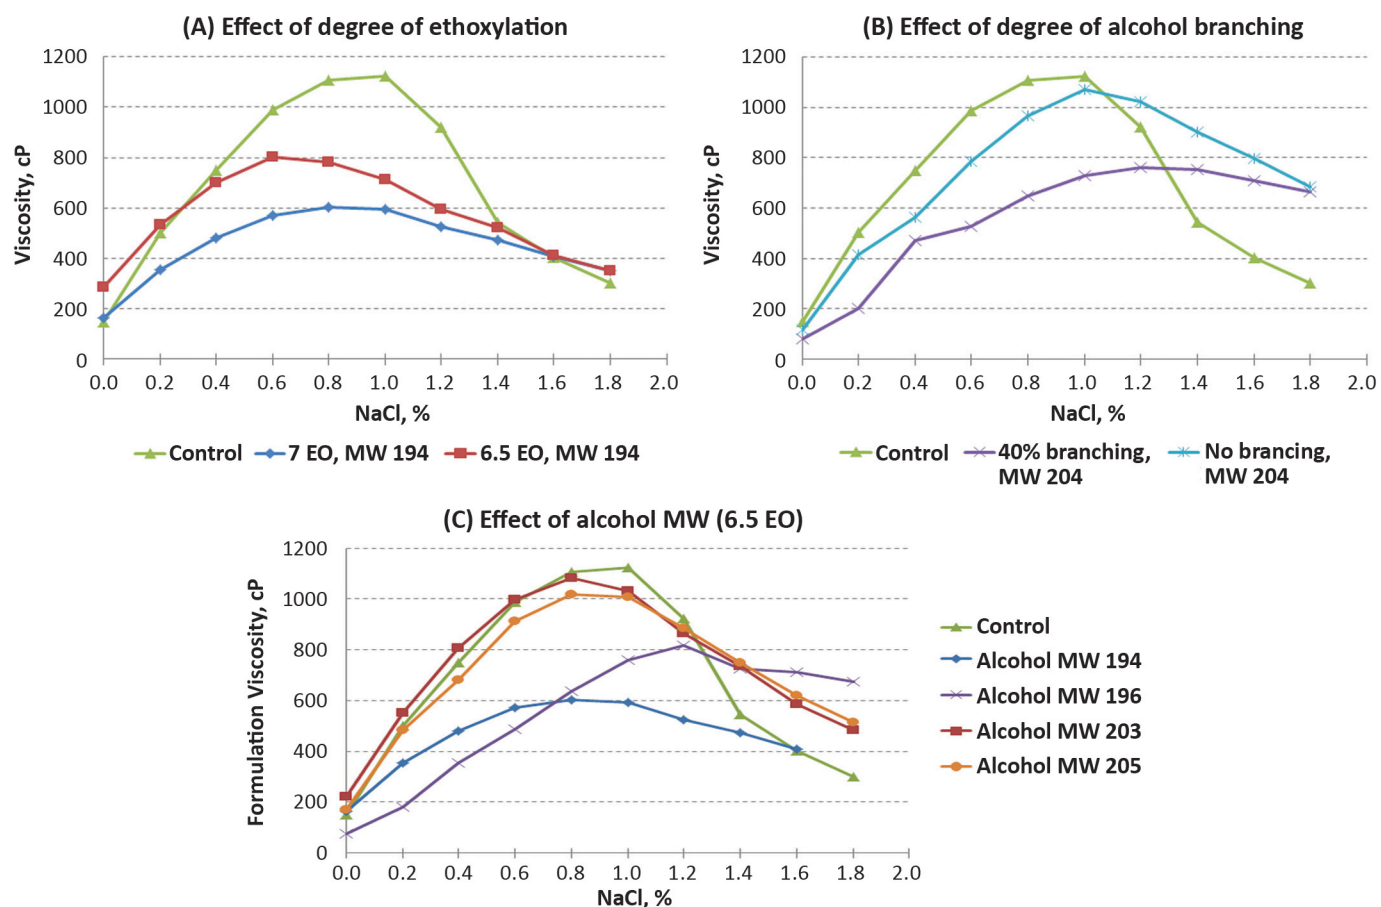 (A) Effect of degree of ethoxylation
1200
1000
800
600
400
200
0
Viscosity, cP
0.0 0.2 0.4 0.6 0.8 1.0 1.2 1.4 1.6 1.8 2.0
NaCl, %
Control 7 EO, MW 194 6.5 EO, MW 194
(B) Effect of degree of alcohol branching
1200
1000
800
600
400
200
0
Viscosity, cP
0.0 0.2 0.4 0.6 0.8 1.0 1.2 1.4 1.6 1.8 2.0
NaCl, %
Control 40% branching, No brancing,
MW 204 MW 204
(C) Effect of alcohol MW (6.5 EO)
1200
1000
800
600
400
200
0
Formulation Viscosity, cP
0.0 0.2 0.4 0.6 0.8 1.0 1.2 1.4 1.6 1.8 2.0
NaCl, %
Control
Alcohol MW 194
Alcohol MW 196
Alcohol MW 203
Alcohol MW 205